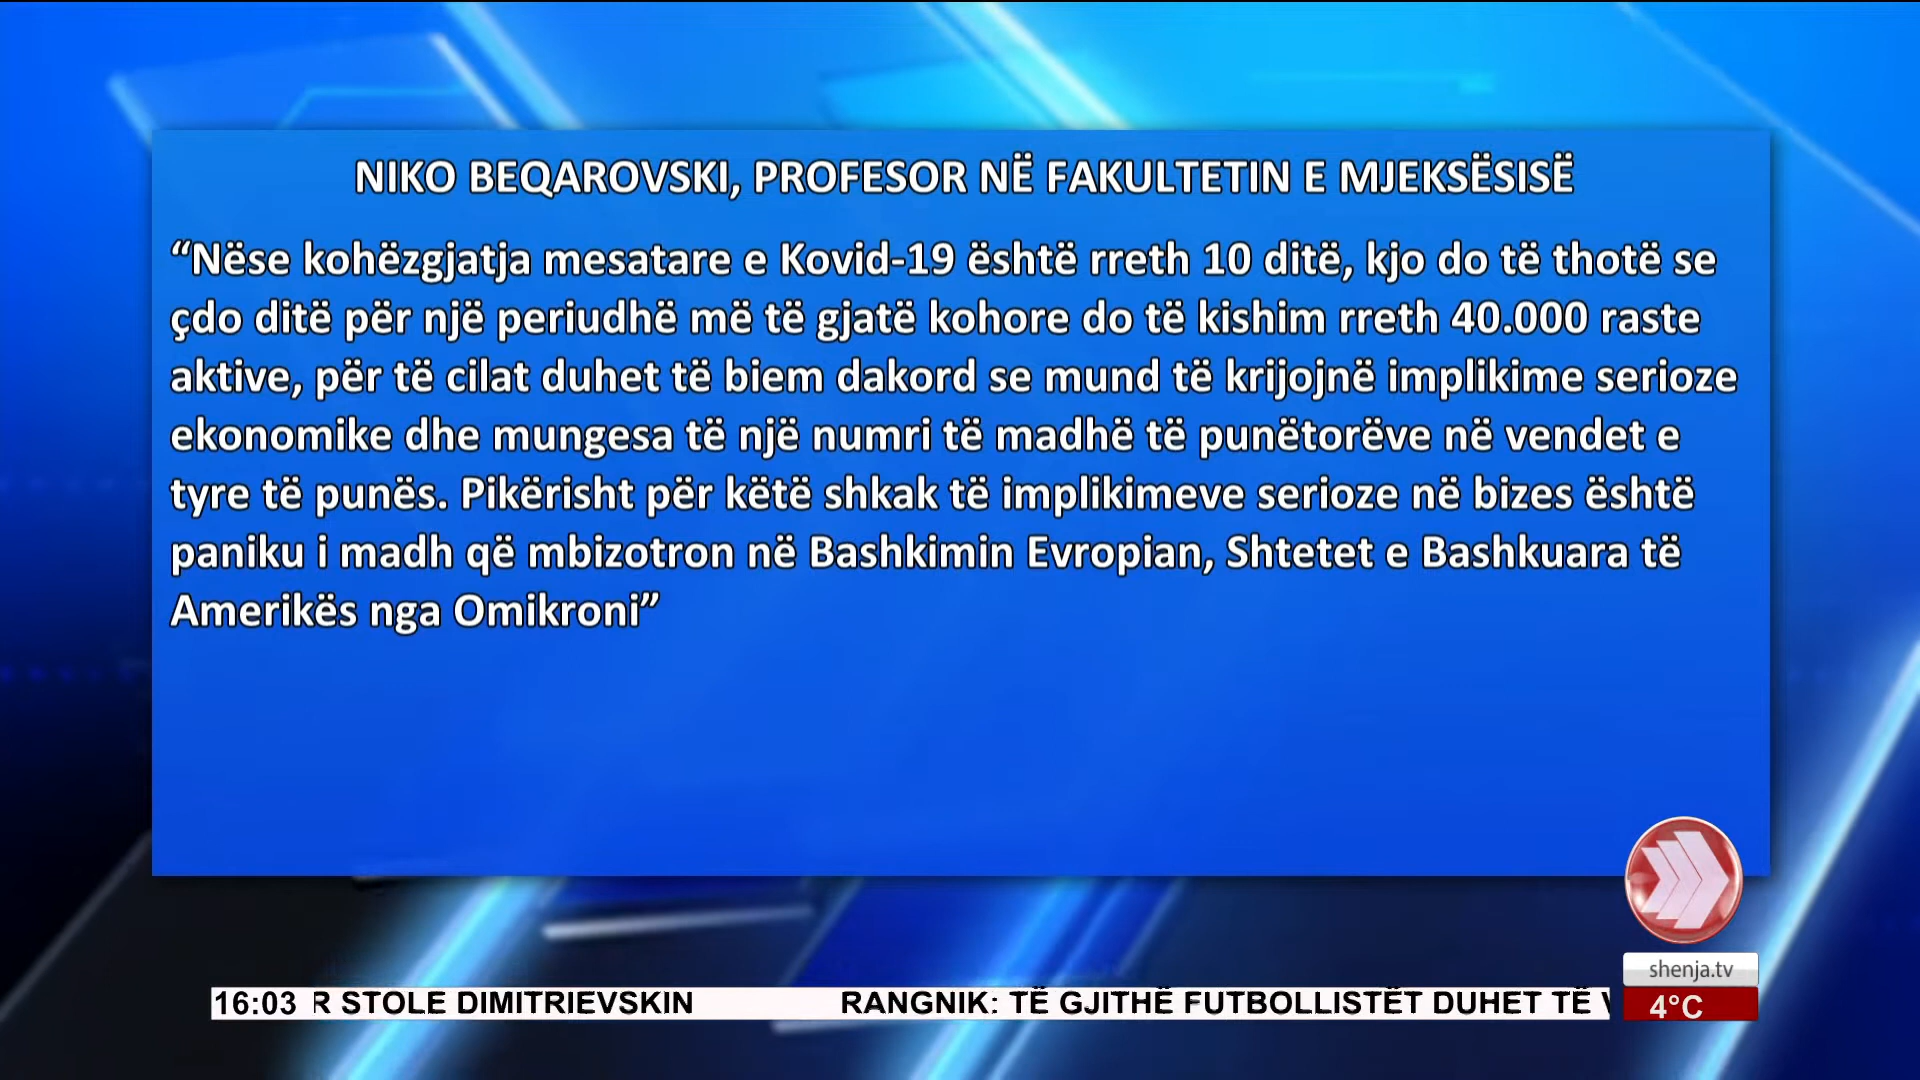 NIKO BEQAROVSKI, PROFESOR NË FAKULTETIN E MJEKSËSISË
“Nëse kohëzgjatja mesatare e Kovid-19 është rreth 10 ditë, kjo do të thotë se
çdo ditë për një periudhë më të gjatë kohore do të kishim rreth 40.000 raste
aktive, për të cilat duhet të biem dakord se mund të krijojnë implikime serioze
ekonomike dhe mungesa të një numri të madhë të punëtorëve në vendet e
tyre të punës. Pikërisht për këtë shkak të implikimeve serioze në bizes është
paniku i madh që mbizotron në Bashkimin Evropian, Shtetet e Bashkuara të
Amerikës nga Omikroni”
shenja.tv
16:03 R STOLE DIMITRIEVSKIN RANGNIK: TË GJITHË FUTBOLLISTËT DUHET TË
4°C